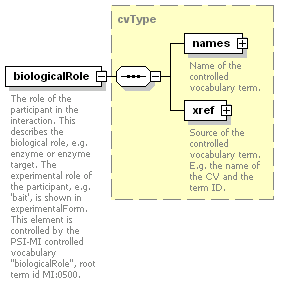 cvType
names
Name of the
controlled
vocabulary term.
biologicalRole
The role of the
participant in the
interaction. This
describes the
biological role, e.g.
enzyme or enzyme
target. The
experimental role of
the participant, e.g.
'bait', is shown in
experimentalForm.
This element is
controlled by the
PSI-MI controlled
vocabulary
"biologicalRole", root
term id MI:0500.
xref
Source of the
controlled
vocabulary term.
E.g. the name of
the CV and the
term ID.